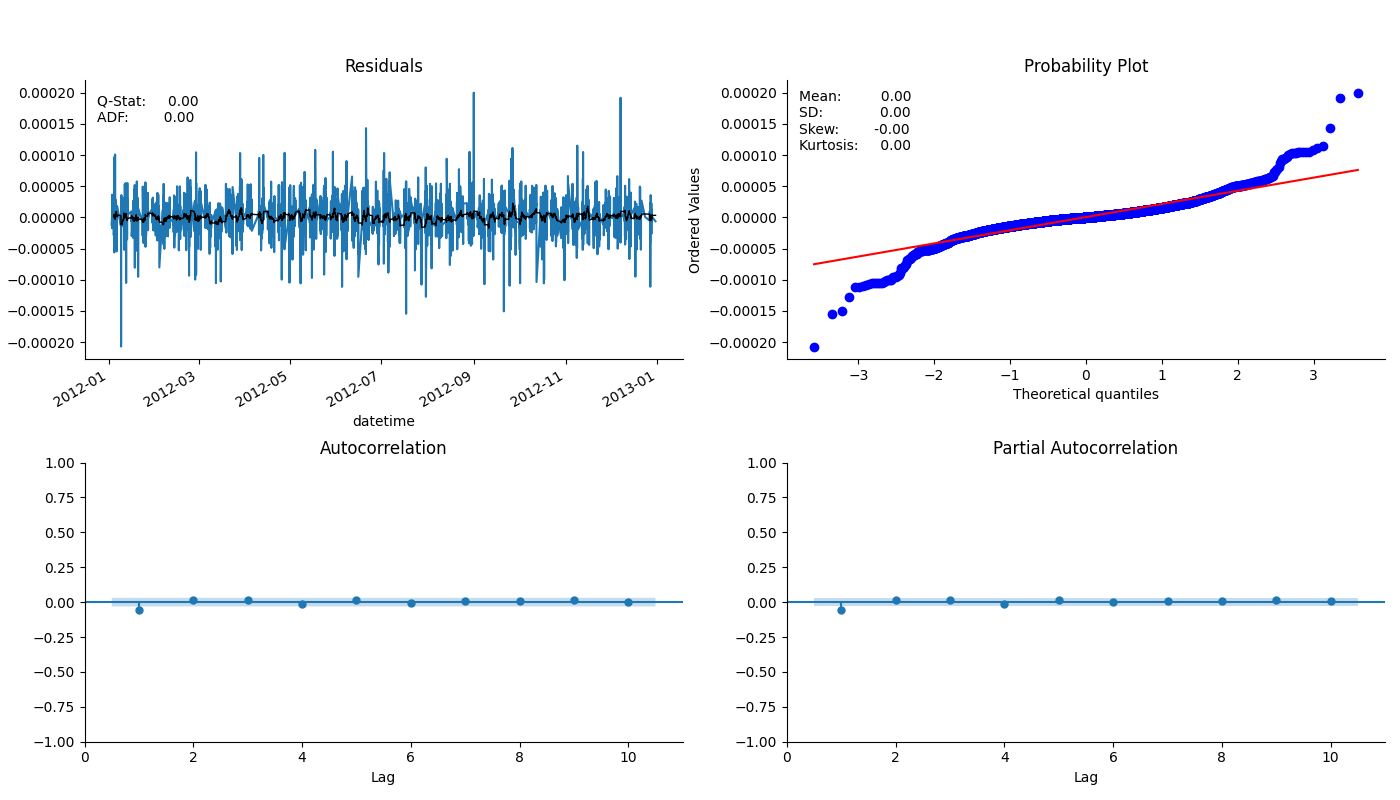 Residuals
Q-Stat: 0.00
ADF: 0.00
0.00020
0.00015
0.00010
0.00005
0.00000
−0.00005
−0.00010
−0.00015
−0.00020
2012-01 2012-03 2012-05 2012-07 2012-09 2012-11 2013-01
datetime
Probability Plot
Mean: 0.00
SD: 0.00
Skew: -0.00
Kurtosis: 0.00
Ordered Values
0.00020
0.00015
0.00010
0.00005
0.00000
−0.00005
−0.00010
−0.00015
−0.00020
−3 −2 −1 0 1 2 3
Theoretical quantiles
Autocorrelation
1.00
0.75
0.50
0.25
0.00
−0.25
−0.50
−0.75
−1.00
0 2 4 6 8 10
Lag
Partial Autocorrelation
1.00
0.75
0.50
0.25
0.00
−0.25
−0.50
−0.75
−1.00
0 2 4 6 8 10
Lag